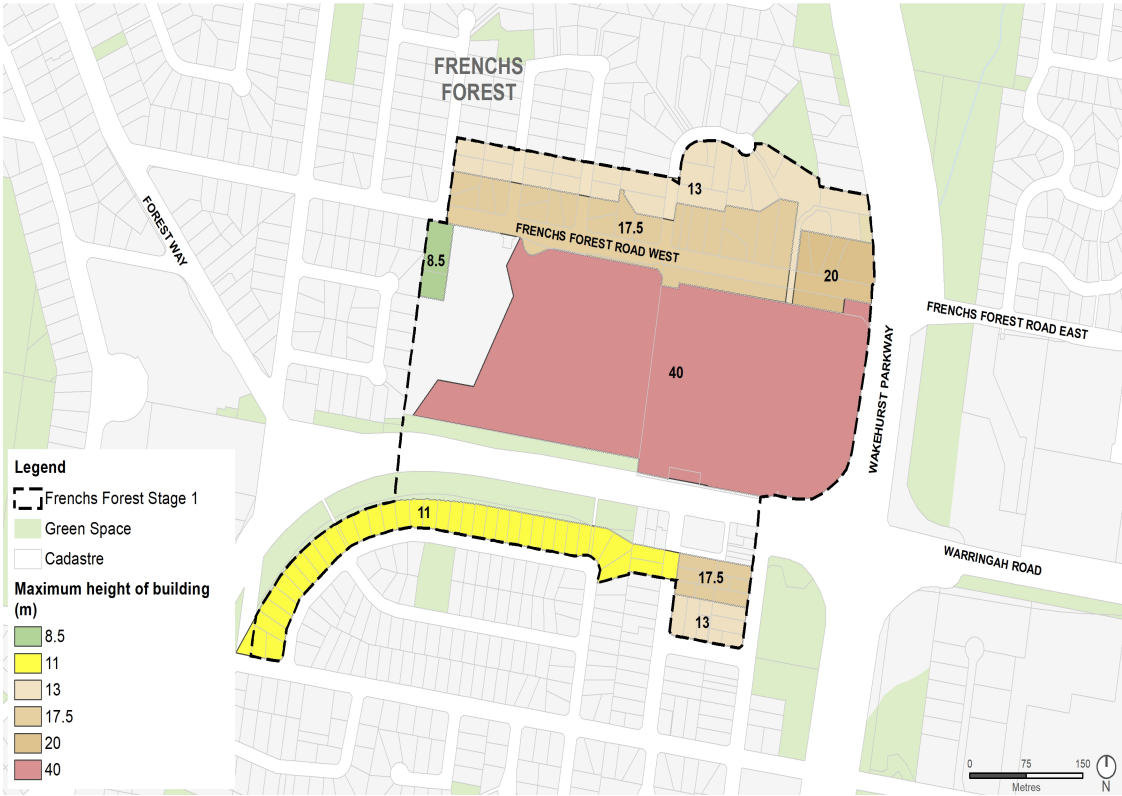 FRENCHS
FOREST
13
FOREST WAY
17.5
FRENCHS FOREST ROAD WEST
8.5
20
FRENCHS FOREST ROAD EAST
WAKEHURST PARKWAY
40
11
WARRINGAH ROAD
17.5
13
Legend
Frenchs Forest Stage 1
Green Space
Cadastre
Maximum height of building
(m)
8.5
11
13
17.5
20
40
0 75 150
Metres
N